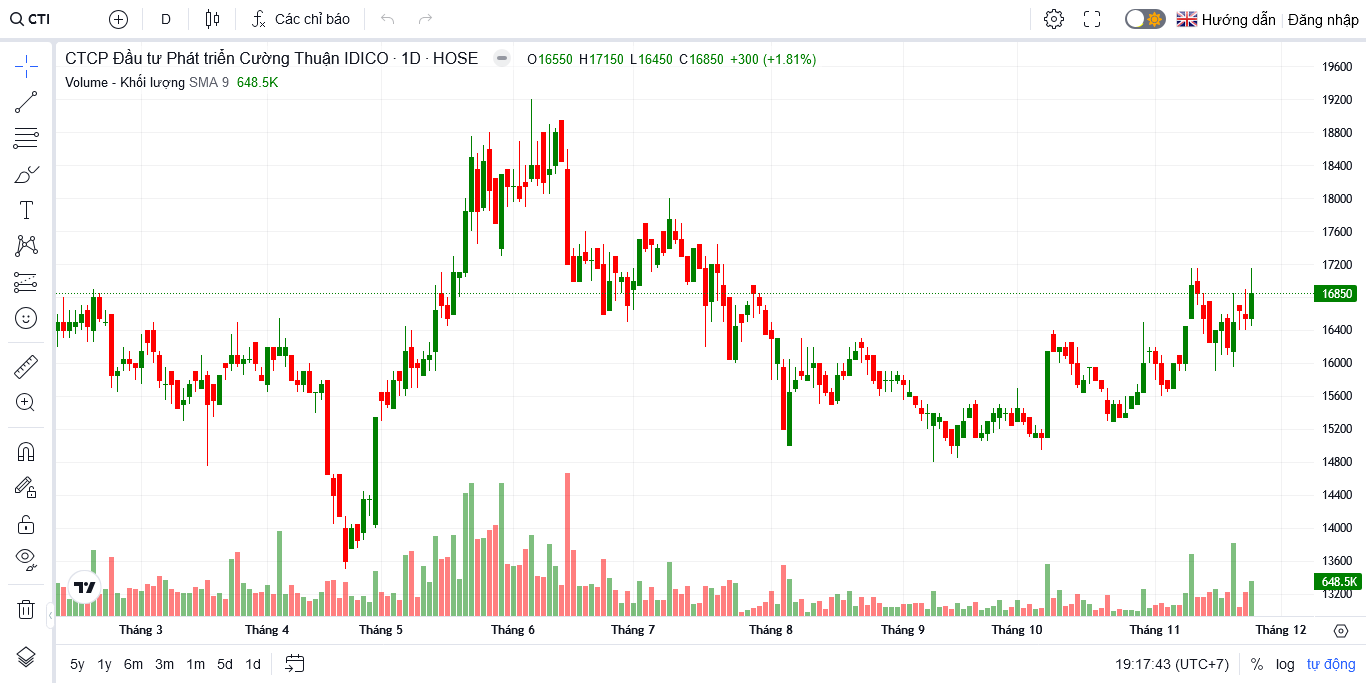 CTI D Các chỉ báo Hướng dẫn Đăng nhập
CTCP Đầu tư Phát triển Cường Thuận IDICO · 1D · HOSE O16550 H17150 L16450 C16850 +300 (+1.81%)
Volume - Khối lượng SMA 9 648.5K
19600
19200
18800
18400
18000
17600
17200
16850
16400
16000
15600
15200
14800
14400
14000
13600
648.5K
13200
Tháng 3 Tháng 4 Tháng 5 Tháng 6 Tháng 7 Tháng 8 Tháng 9 Tháng 10 Tháng 11 Tháng 12
5y 1y 6m 3m 1m 5d 1d 19:17:43 (UTC+7) % log tự động